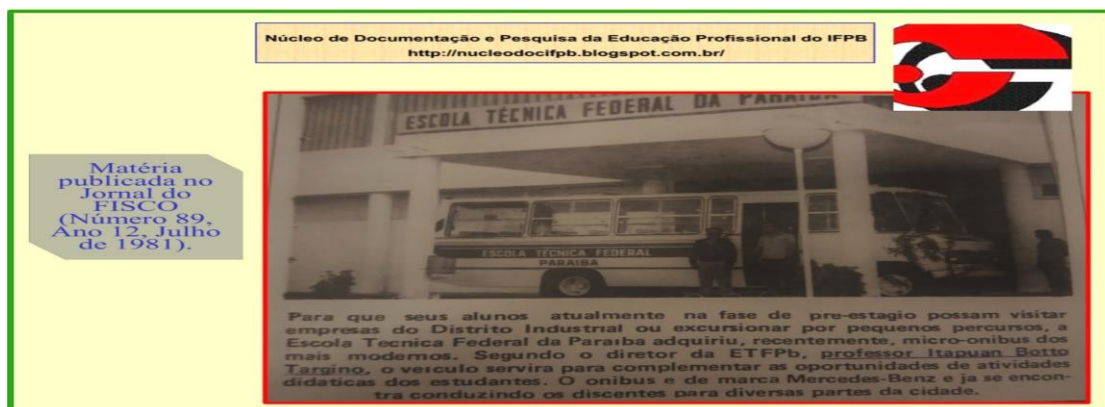 Núcleo de Documentação e Pesquisa da Educação Profissional do IFPB
http://nucleodocifpb.blogspot.com.br/
Matéria
publicada no
Jornal do
FISCO
(Número 89,
Ano 12, Julho
de 1981).
ESCOLA TÉCNICA FEDERAL DA PARAIBA
ESCOLA TÉCNICA FEDERAL
PARAIBA
Para que seus alunos atualmente na fase de pre-estagio possam visitar
empresas do Distrito Industrial ou excursionar por pequenos percursos, a
Escola Tecnica Federal da Paraiba adquiriu, recentemente, micro-onibus dos
mais modernos. Segundo o diretor da ETFPb, professor Itapuan Botto
Targino, o veiculo servira para complementar as oportunidades de atividades
didaticas dos estudantes. O onibus e de marca Mercedes-Benz e ja se encon-
tra conduzindo os discentes para diversas partes da cidade.